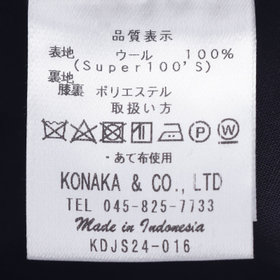 品質表示
表地 ウール 100%
(Super100'S)
裏地
膝裏 ポリエステル
取扱い方
P W
・あて布使用
KONAKA & CO., LTD
TEL 045-825-7733
Made in Indonesia
KDJS24-016